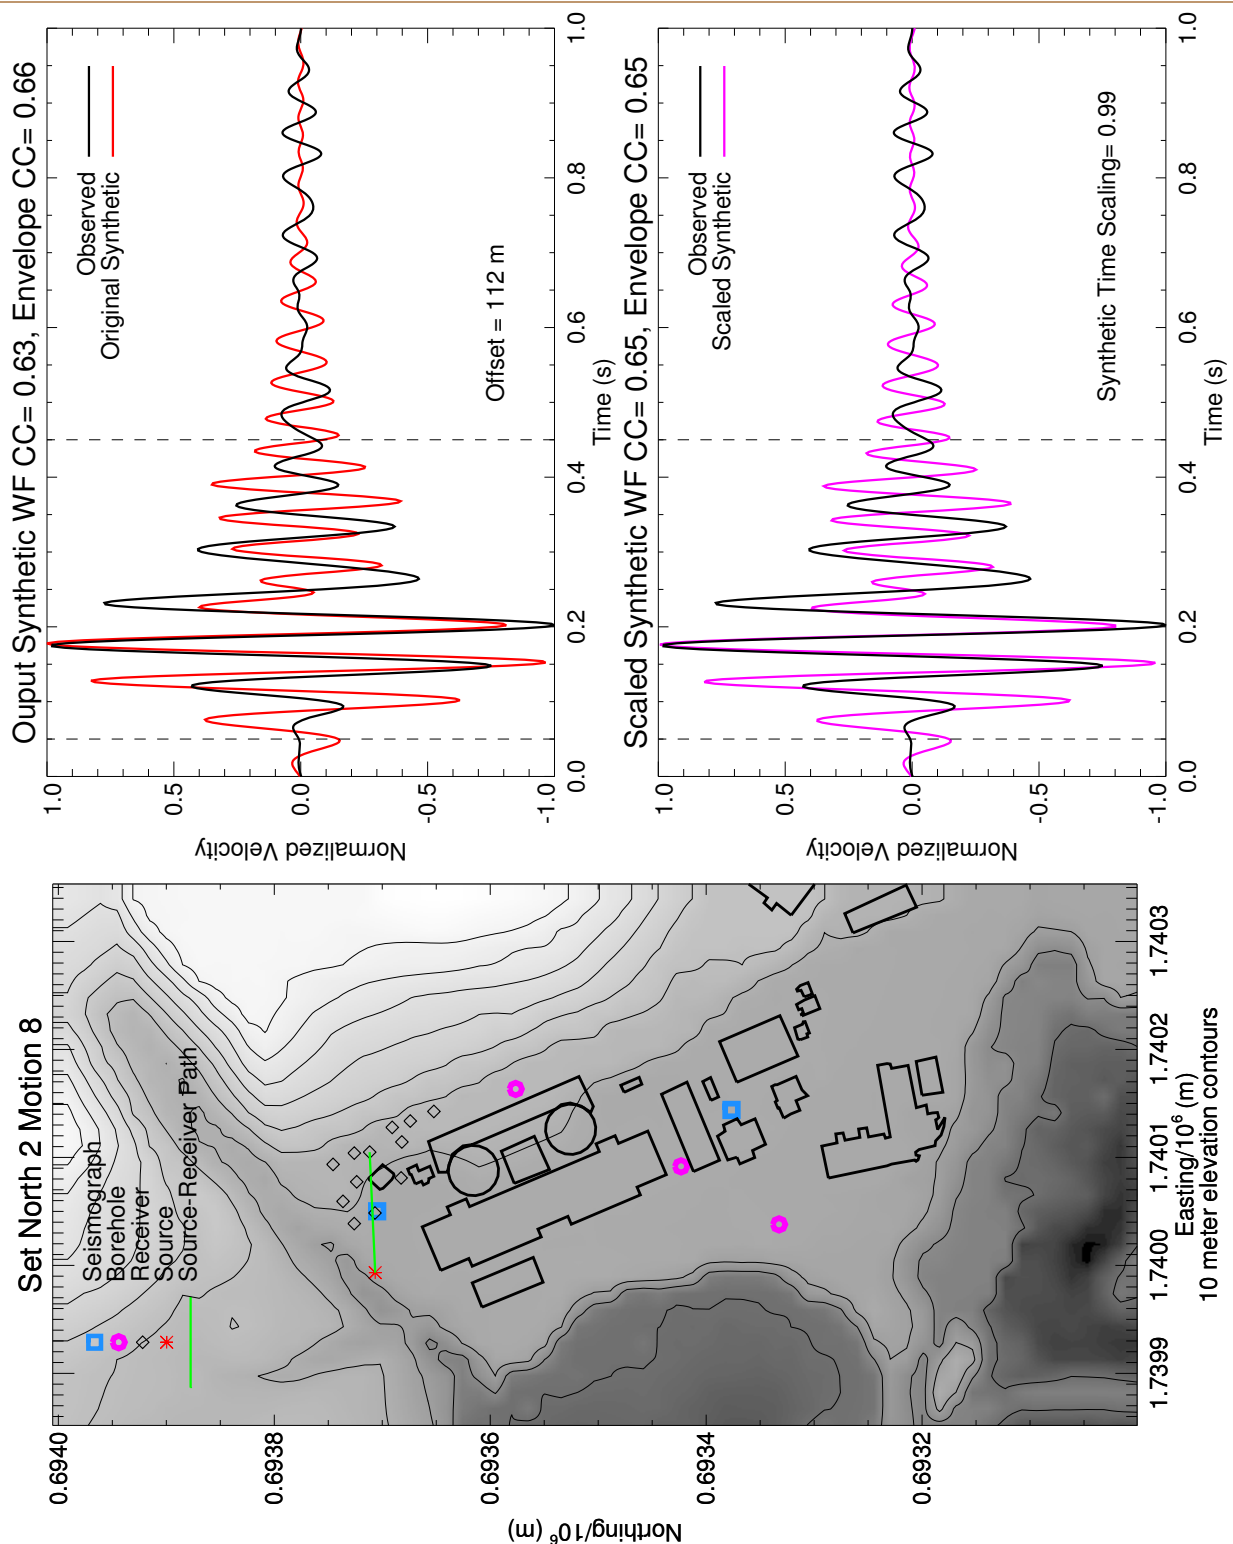 Set North 2 Motion 8
Seismograph
Borehole
Receiver
Source
Source-Receiver Path
0.6940
0.6938
0.6936
0.6934
0.6932
Northing/10⁶ (m)
1.7399
1.7400
1.7401
1.7402
1.7403
Easting/10⁶ (m)
10 meter elevation contours
Ouput Synthetic WF CC= 0.63, Envelope CC= 0.66
Observed
Original Synthetic
Offset = 112 m
1.0
0.5
0.0
-0.5
-1.0
Normalized Velocity
0.0
0.2
0.4
0.6
0.8
1.0
Time (s)
Scaled Synthetic WF CC= 0.65, Envelope CC= 0.65
Observed
Scaled Synthetic
Synthetic Time Scaling= 0.99
1.0
0.5
0.0
-0.5
-1.0
Normalized Velocity
0.0
0.2
0.4
0.6
0.8
1.0
Time (s)